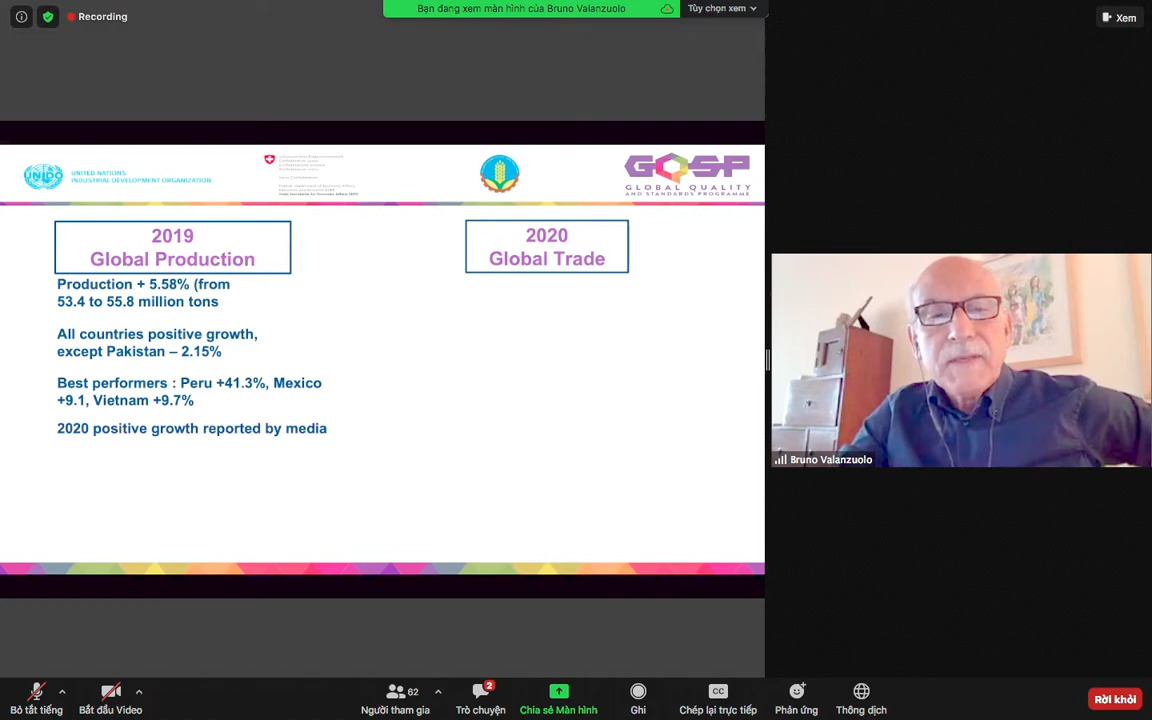 Recording
Bạn đang xem màn hình của Bruno Valanzuolo
Tùy chọn xem
Xem
UNIDO
UNITED NATIONS
INDUSTRIAL DEVELOPMENT ORGANIZATION
GQSP
GLOBAL QUALITY
AND STANDARDS PROGRAMME
2019
Global Production
Production + 5.58% (from
53.4 to 55.8 million tons
All countries positive growth,
except Pakistan – 2.15%
Best performers : Peru +41.3%, Mexico
+9.1, Vietnam +9.7%
2020 positive growth reported by media
2020
Global Trade
Bruno Valanzuolo
Bỏ tắt tiếng
Bắt đầu Video
62
Người tham gia
2
Trò chuyện
Chia sẻ Màn hình
Ghi
CC
Chép lại trực tiếp
Phản ứng
Thông dịch
Rời khỏi